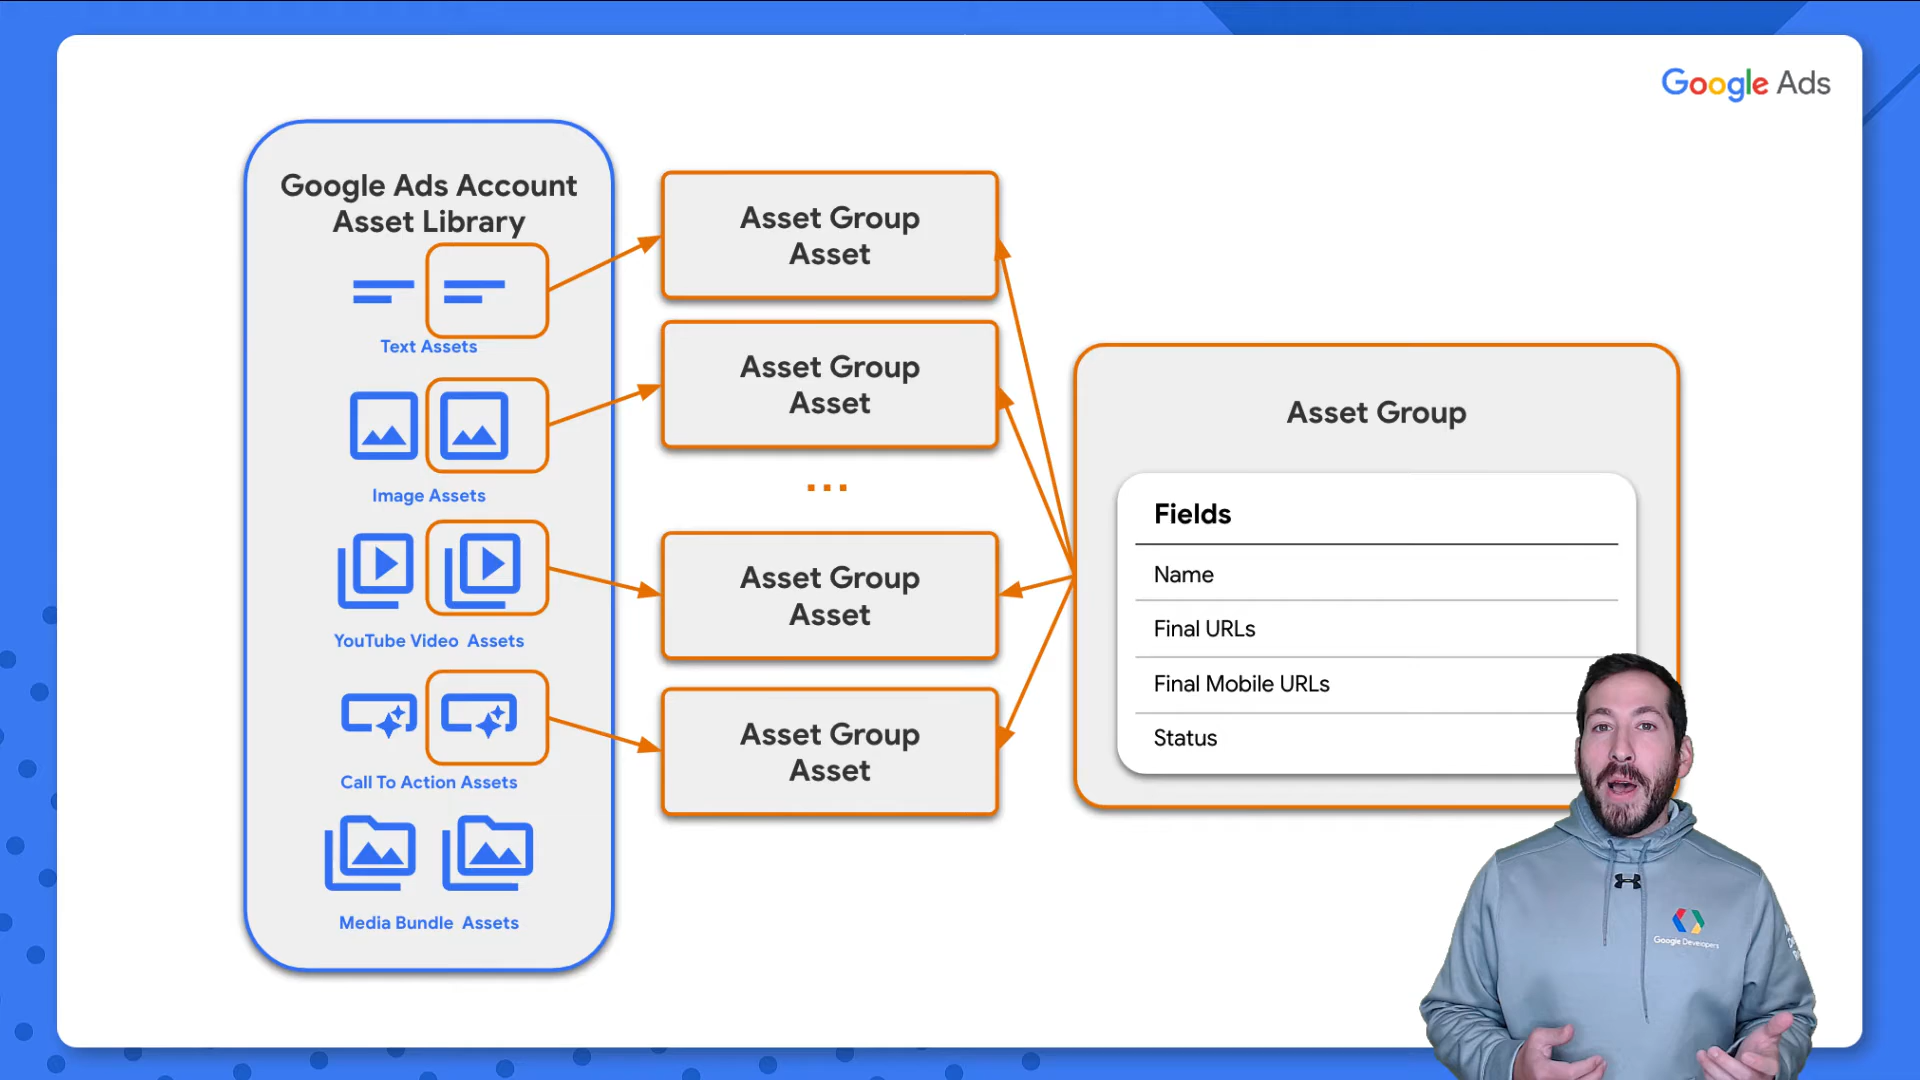 Google Ads
Google Ads Account
Asset Library
Text Assets
Image Assets
YouTube Video Assets
Call To Action Assets
Media Bundle Assets
Asset Group
Asset
Asset Group
Asset
...
Asset Group
Asset
Asset Group
Asset
Asset Group
Fields
Name
Final URLs
Final Mobile URLs
Status
Google Developers